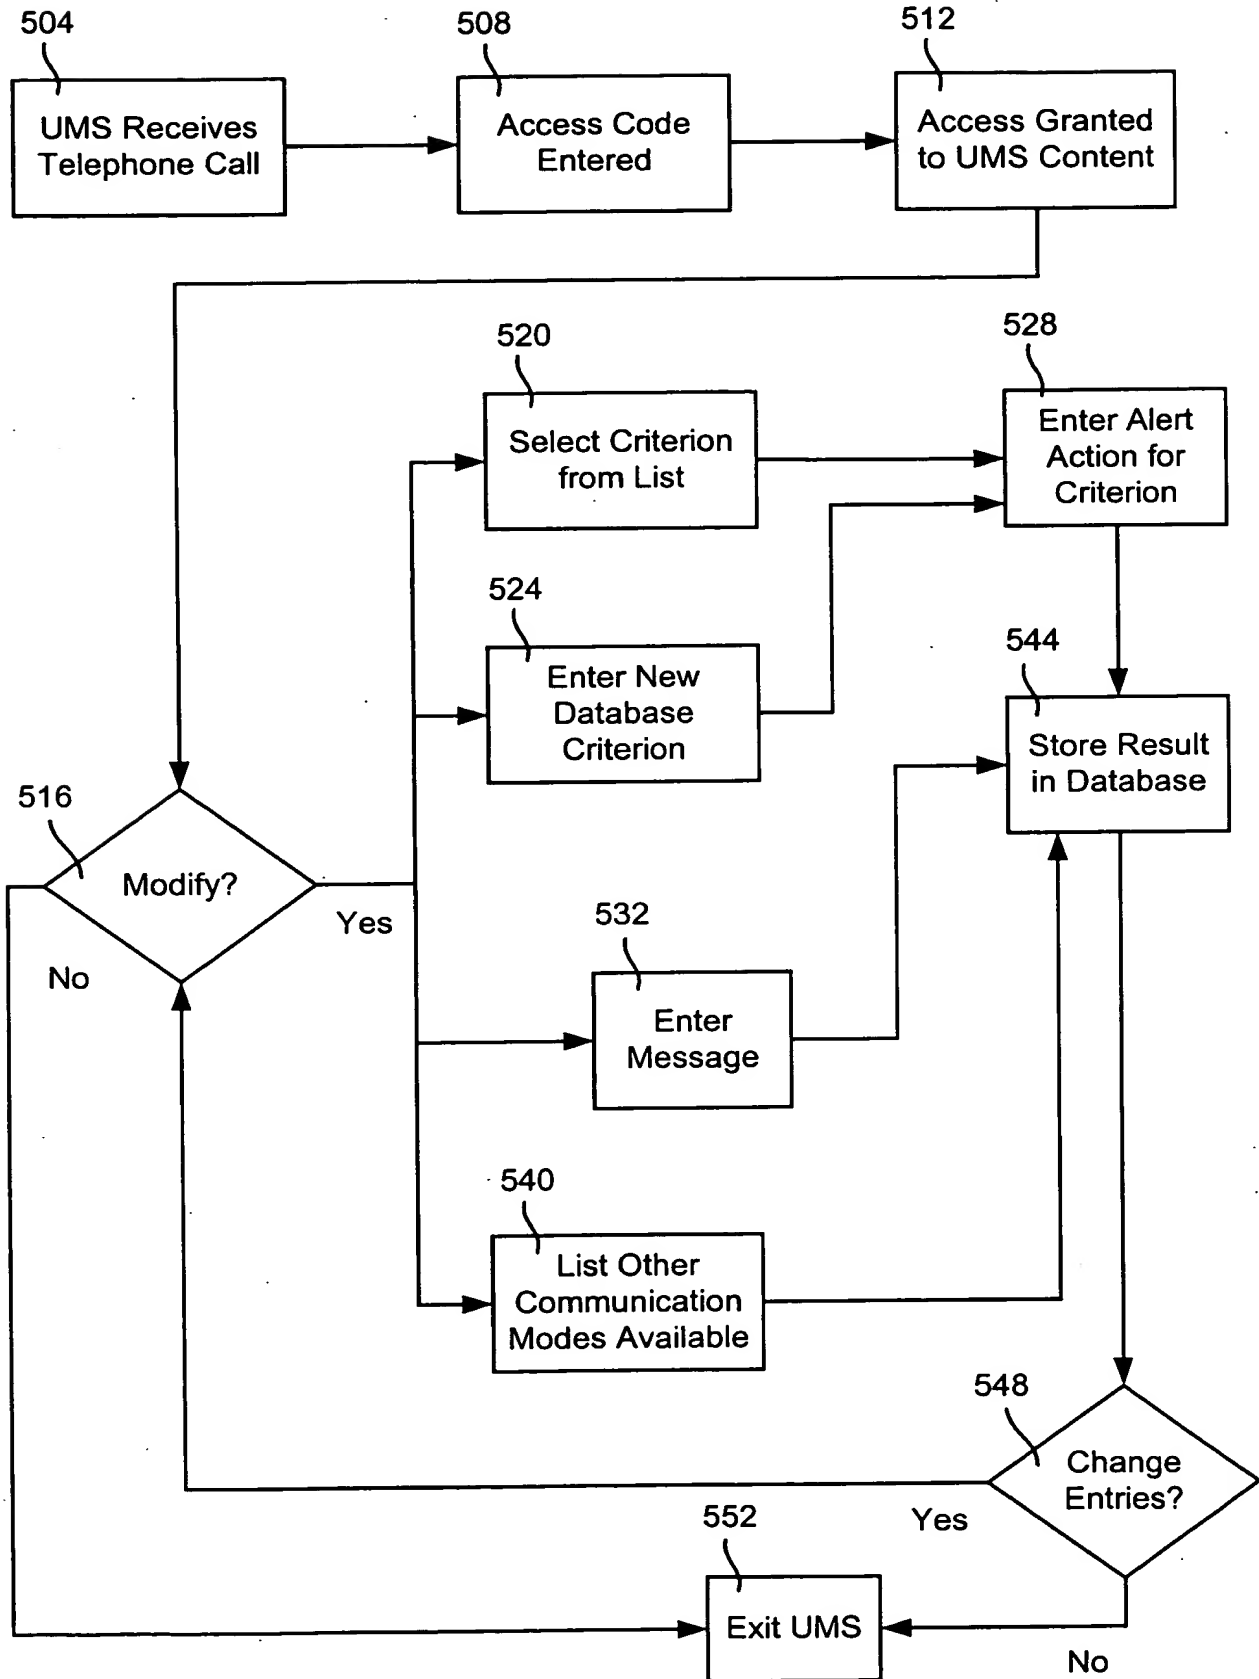 504
UMS Receives
Telephone Call
508
Access Code
Entered
512
Access Granted
to UMS Content
520
Select Criterion
from List
528
Enter Alert
Action for
Criterion
524
Enter New
Database
Criterion
544
Store Result
in Database
516
Modify?
Yes
No
532
Enter
Message
540
List Other
Communication
Modes Available
548
Change
Entries?
Yes
552
Exit UMS
No